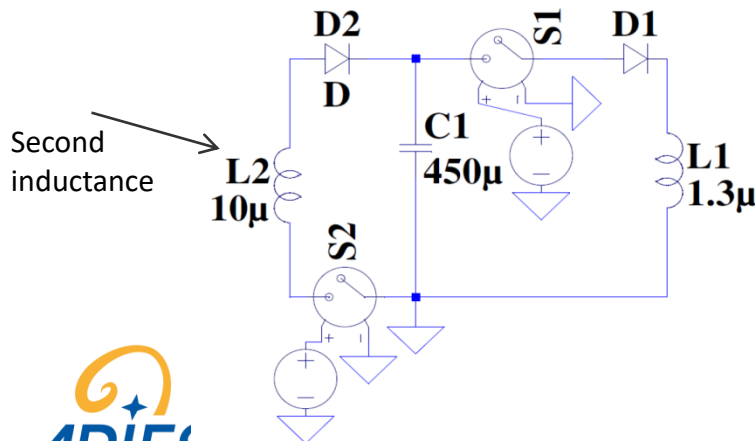 D2
S1
D1
D
+
-
C1
450µ
+
−
L1
1.3µ
Second
inductance
L2
10µ
S2
+
-
+
−